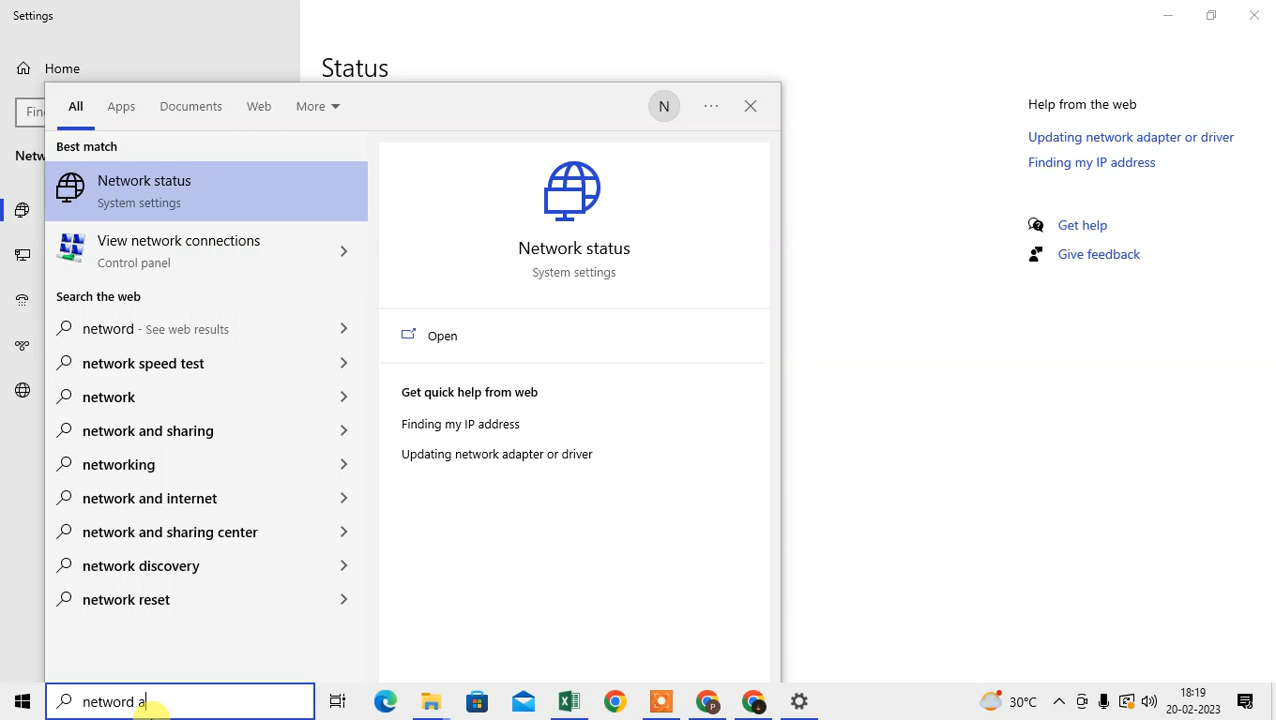 Settings
Home
Fin
Netw
Status
Help from the web
Updating network adapter or driver
Finding my IP address
Get help
Give feedback
All Apps Documents Web More N ...
Best match
Network status
System settings
View network connections
Control panel
Search the web
netword - See web results
network speed test
network
network and sharing
networking
network and internet
network and sharing center
network discovery
network reset
Network status
System settings
Open
Get quick help from web
Finding my IP address
Updating network adapter or driver
netword a
30°C
18:19
20-02-2023